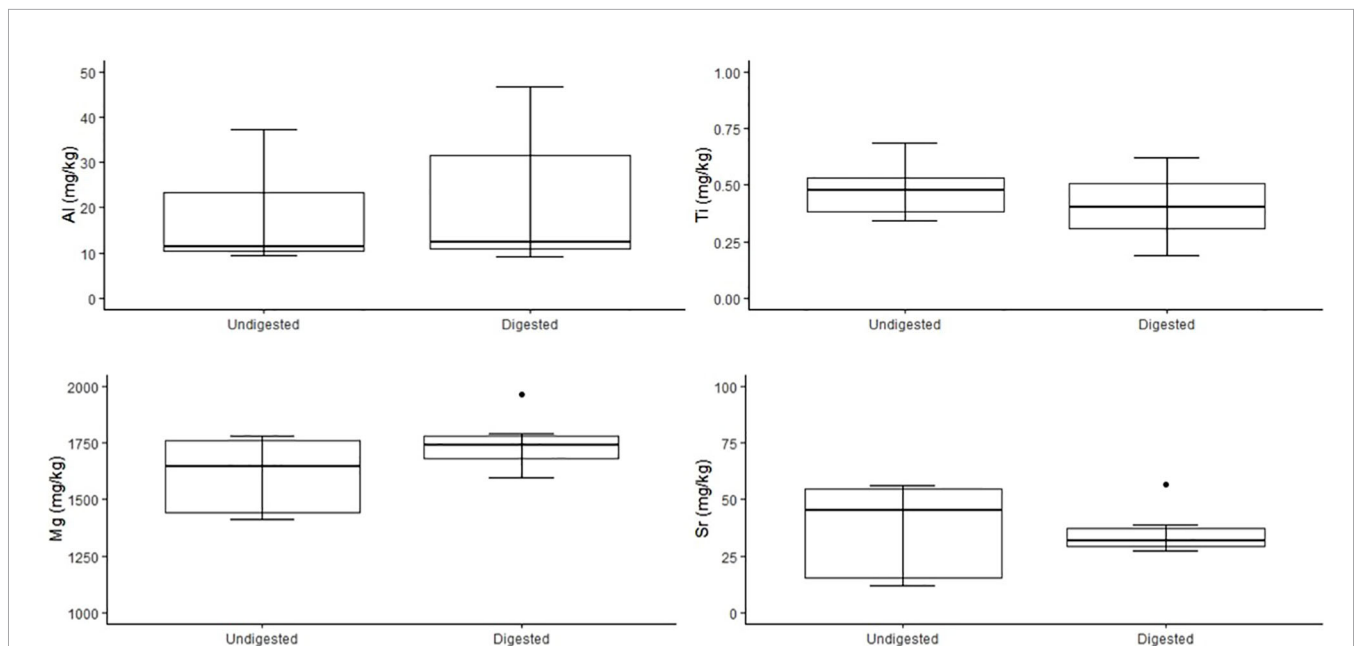 Al (mg/kg)
50
40
30
20
10
0
Undigested Digested
Ti (mg/kg)
1.00
0.75
0.50
0.25
0.00
Undigested Digested
Mg (mg/kg)
2000
1750
1500
1250
1000
Undigested Digested
Sr (mg/kg)
100
75
50
25
0
Undigested Digested